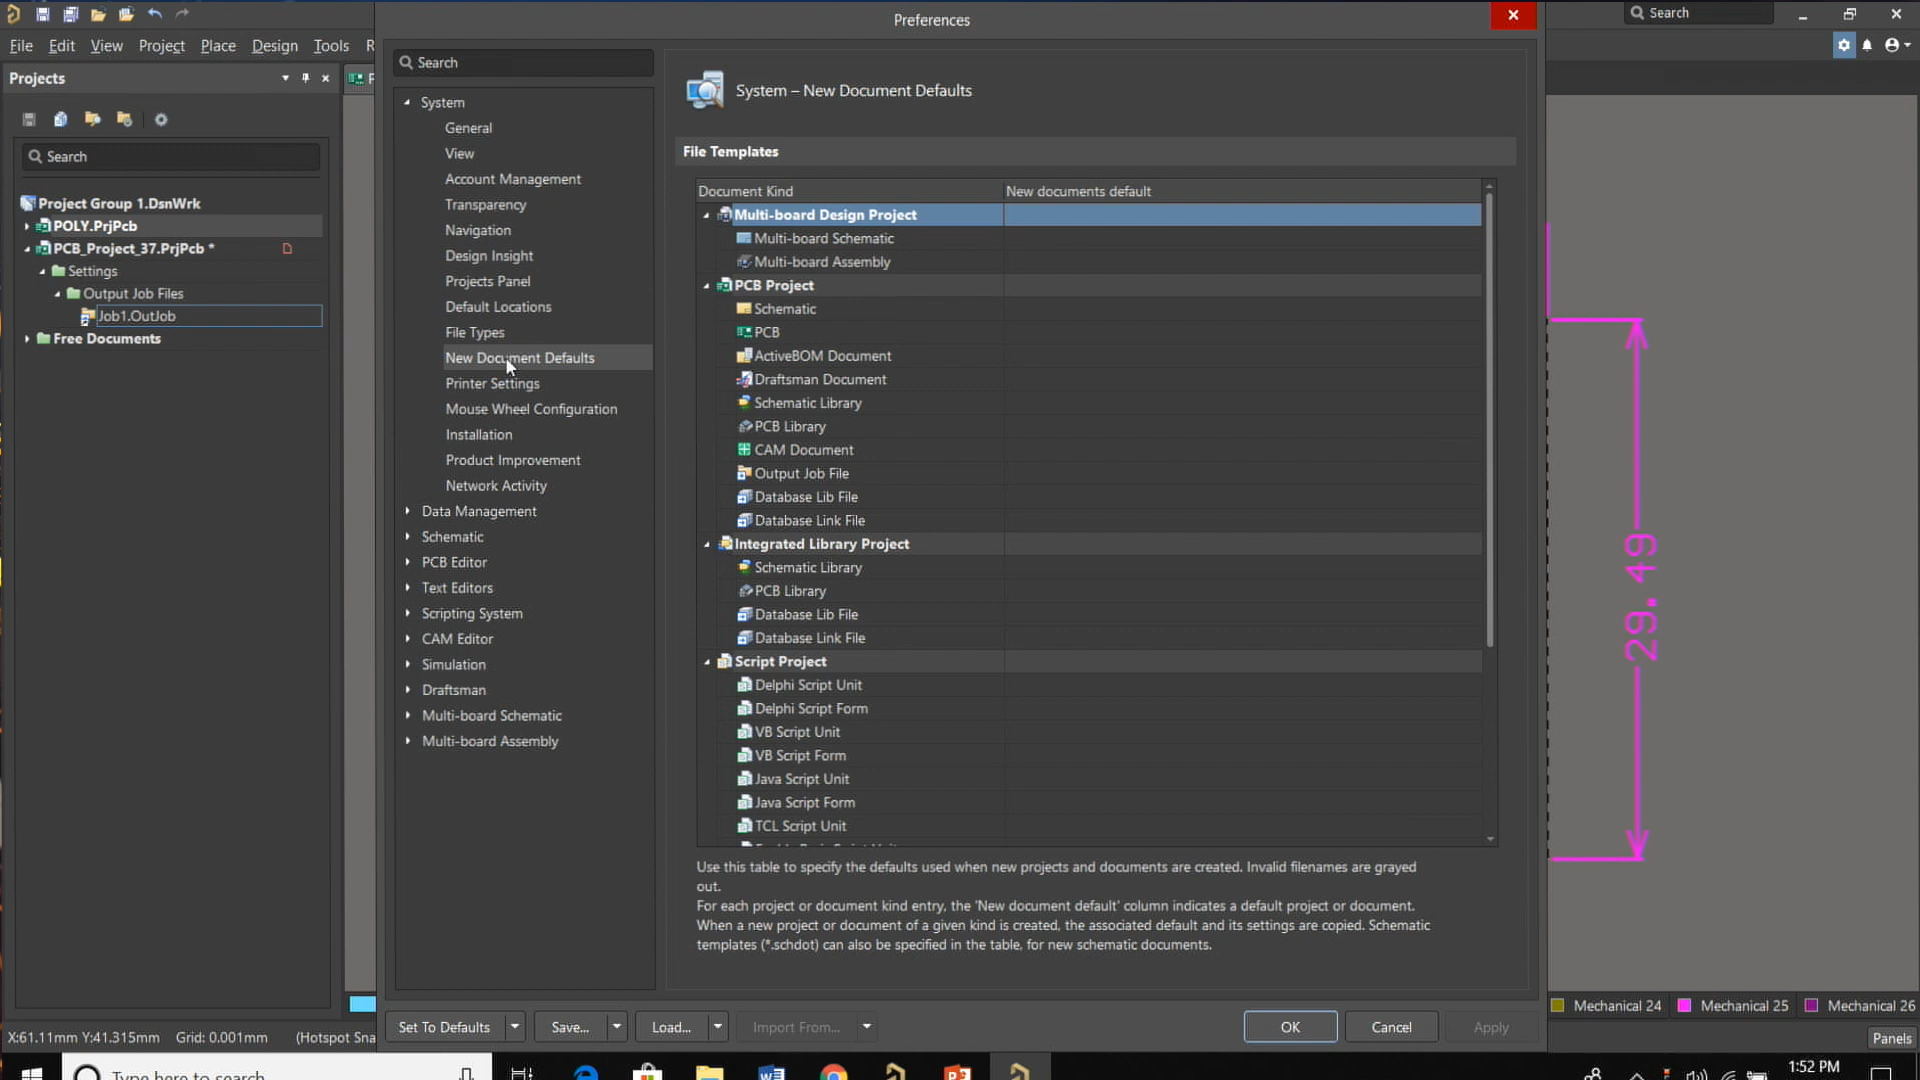 Preferences
Search
File Edit View Project Place Design Tools R
Projects
Search
Project Group 1.DsnWrk
POLY.PrjPcb
PCB_Project_37.PrjPcb *
Settings
Output Job Files
Job1.OutJob
Free Documents
Search
System
General
View
Account Management
Transparency
Navigation
Design Insight
Projects Panel
Default Locations
File Types
New Document Defaults
Printer Settings
Mouse Wheel Configuration
Installation
Product Improvement
Network Activity
Data Management
Schematic
PCB Editor
Text Editors
Scripting System
CAM Editor
Simulation
Draftsman
Multi-board Schematic
Multi-board Assembly
System – New Document Defaults
File Templates
Document Kind New documents default
Multi-board Design Project
Multi-board Schematic
Multi-board Assembly
PCB Project
Schematic
PCB
ActiveBOM Document
Draftsman Document
Schematic Library
PCB Library
CAM Document
Output Job File
Database Lib File
Database Link File
Integrated Library Project
Schematic Library
PCB Library
Database Lib File
Database Link File
Script Project
Delphi Script Unit
Delphi Script Form
VB Script Unit
VB Script Form
Java Script Unit
Java Script Form
TCL Script Unit
Use this table to specify the defaults used when new projects and documents are created. Invalid filenames are grayed
out.
For each project or document kind entry, the 'New document default' column indicates a default project or document.
When a new project or document of a given kind is created, the associated default and its settings are copied. Schematic
templates (*.schdot) can also be specified in the table, for new schematic documents.
29.49
Mechanical 24 Mechanical 25 Mechanical 26
Set To Defaults Save... Load... Import From... OK Cancel Apply
X:61.11mm Y:41.315mm Grid: 0.001mm (Hotspot Sna
Panels
Type here to search
1:52 PM